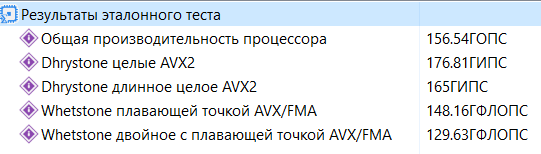 Результаты эталонного теста
Общая производительность процессора 156.54ГОПС
Dhrystone целые AVX2 176.81ГИПС
Dhrystone длинное целое AVX2 165ГИПС
Whetstone плавающей точкой AVX/FMA 148.16ГФЛОПС
Whetstone двойное с плавающей точкой AVX/FMA 129.63ГФЛОПС